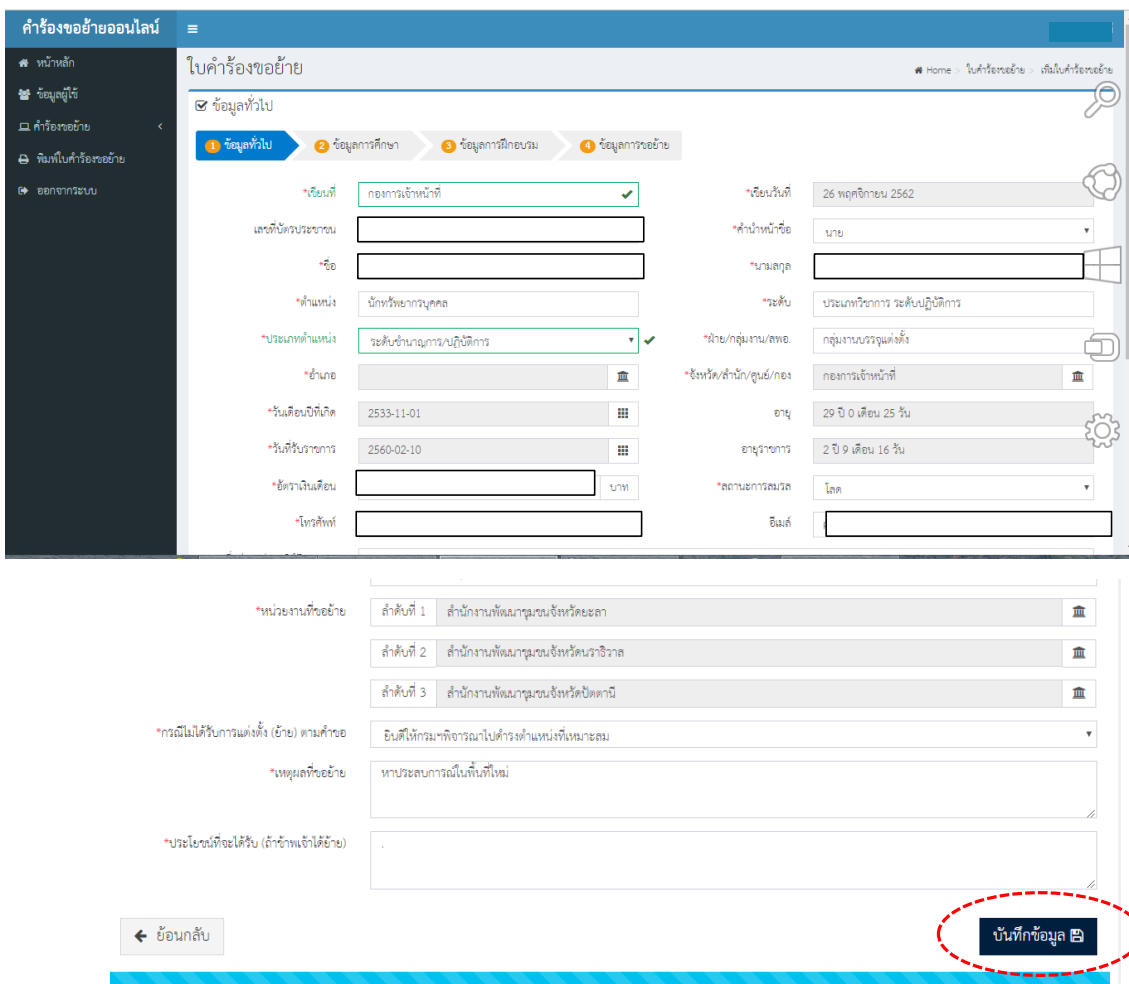 คำร้องขอย้ายออนไลน์
หน้าหลัก
ข้อมูลผู้ใช้
คำร้องขอย้าย
พิมพ์ใบคำร้องขอย้าย
ออกจากระบบ
ใบคำร้องขอย้าย
Home > ใบคำร้องขอย้าย > เพิ่มใบคำร้องขอย้าย
ข้อมูลทั่วไป
1 ข้อมูลทั่วไป 2 ข้อมูลการศึกษา 3 ข้อมูลการฝึกอบรม 4 ข้อมูลการขอย้าย
*เขียนที่ กองการเจ้าหน้าที่ *เขียนวันที่ 26 พฤศจิกายน 2562
เลขที่บัตรประชาชน *คำนำหน้าชื่อ นาย
*ชื่อ *นามสกุล
*ตำแหน่ง นักทรัพยากรบุคคล *ระดับ ประเภทวิชาการ ระดับปฏิบัติการ
*ประเภทตำแหน่ง ระดับชำนาญการ/ปฏิบัติการ *ฝ่าย/กลุ่มงาน/สพอ. กลุ่มงานบรรจุแต่งตั้ง
*อำเภอ *จังหวัด/สำนัก/ศูนย์/กอง กองการเจ้าหน้าที่
*วันเดือนปีที่เกิด 2533-11-01 อายุ 29 ปี 0 เดือน 25 วัน
*วันที่รับราชการ 2560-02-10 อายุราชการ 2 ปี 9 เดือน 16 วัน
*อัตราเงินเดือน บาท *สถานะการสมรส โสด
*โทรศัพท์ อีเมล์
*หน่วยงานที่ขอย้าย ลำดับที่ 1 สำนักงานพัฒนาชุมชนจังหวัดยะลา
ลำดับที่ 2 สำนักงานพัฒนาชุมชนจังหวัดนราธิวาส
ลำดับที่ 3 สำนักงานพัฒนาชุมชนจังหวัดปัตตานี
*กรณีไม่ได้รับการแต่งตั้ง (ย้าย) ตามคำขอ ยินดีให้กรมฯพิจารณาไปดำรงตำแหน่งที่เหมาะสม
*เหตุผลที่ขอย้าย หาประสบการณ์ในพื้นที่ใหม่
*ประโยชน์ที่จะได้รับ (ถ้าข้าพเจ้าได้ย้าย) .
ย้อนกลับ บันทึกข้อมูล